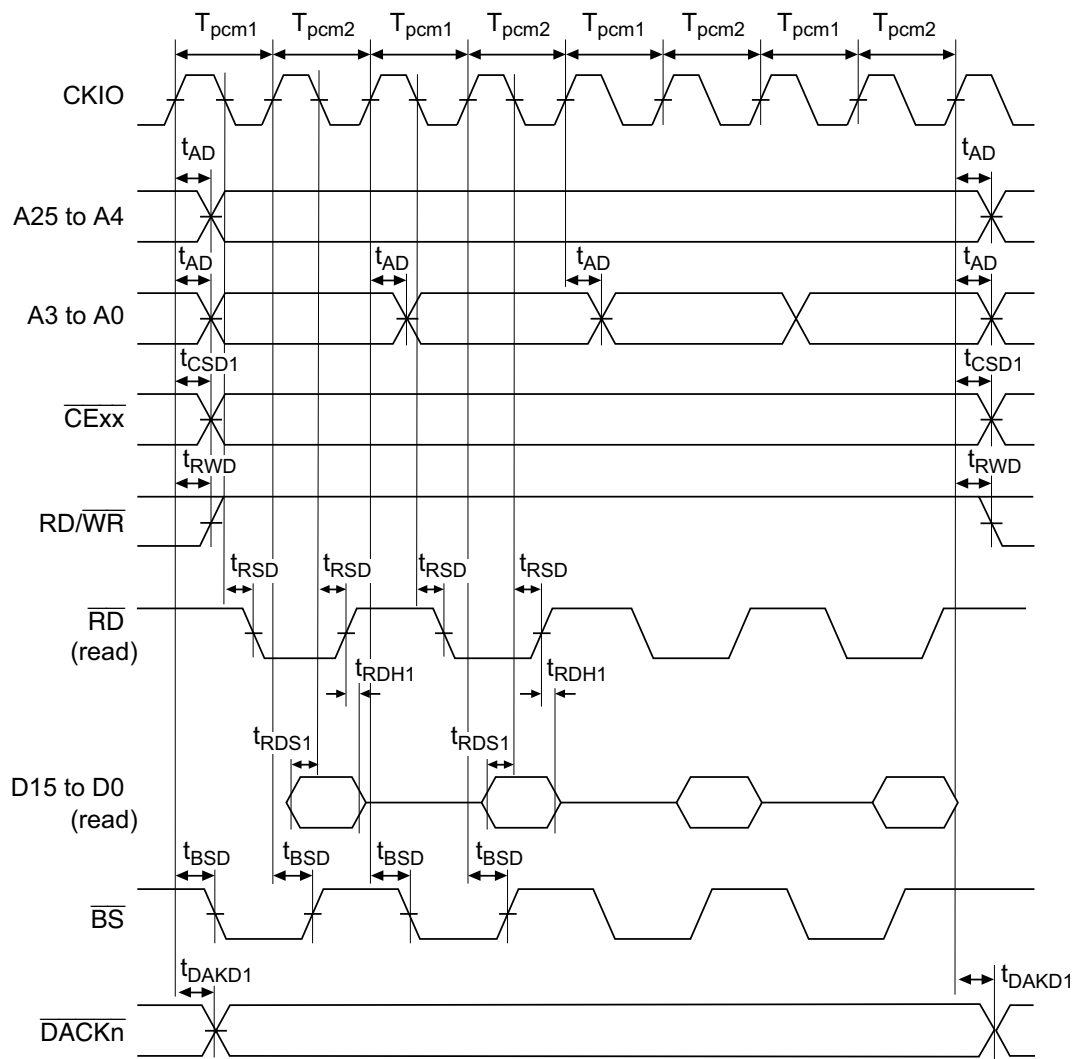 Tpcm1 Tpcm2 Tpcm1 Tpcm2 Tpcm1 Tpcm2 Tpcm1 Tpcm2
CKIO
tAD tAD
A25 to A4
tAD tAD tAD tAD
A3 to A0
tCSD1 tCSD1
CExx
tRWD tRWD
RD/WR
tRSD tRSD tRSD tRSD
RD
(read)
tRDH1 tRDH1
tRDS1 tRDS1
D15 to D0
(read)
tBSD tBSD tBSD tBSD
BS
tDAKD1 tDAKD1
DACKn